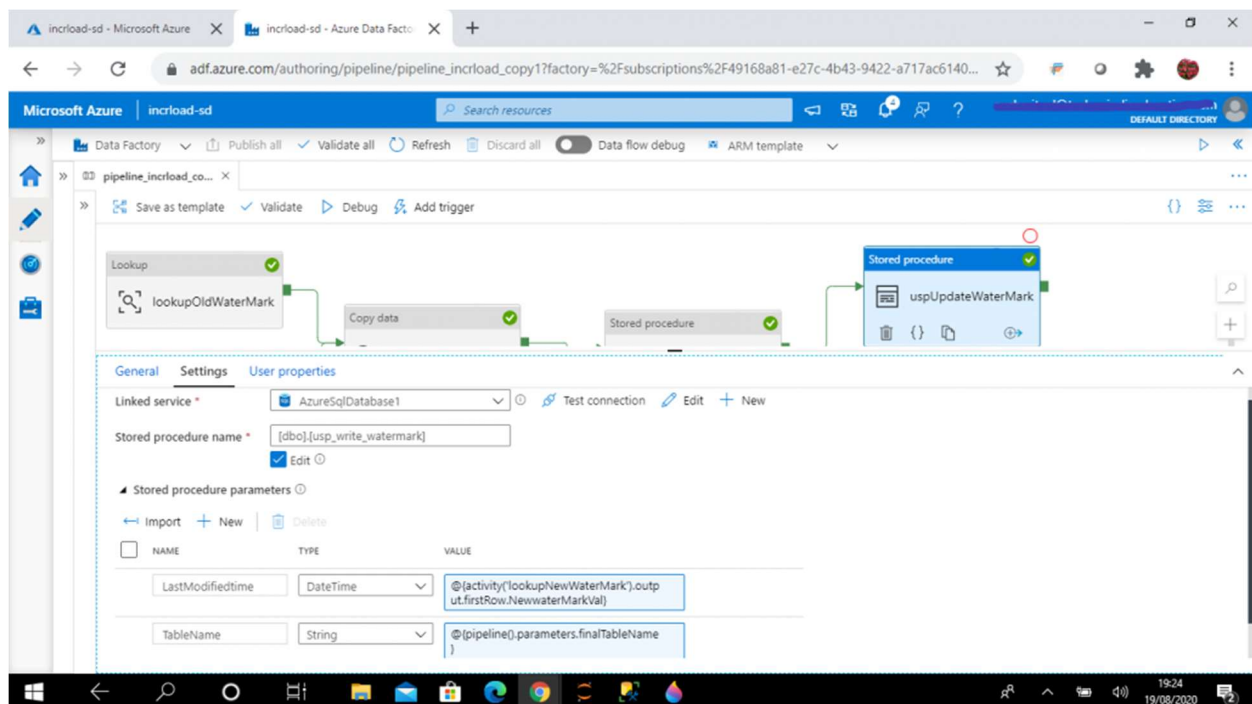 incrload-sd - Microsoft Azure
incrload-sd - Azure Data Facto
adf.azure.com/authoring/pipeline/pipeline_incrload_copy1?factory=%2Fsubscriptions%2F49168a81-e27c-4b43-9422-a717ac6140...
Microsoft Azure
incrload-sd
Search resources
4
DEFAULT DIRECTORY
Data Factory
Publish all
Validate all
Refresh
Discard all
Data flow debug
ARM template
pipeline_incrload_co...
Save as template
Validate
Debug
Add trigger
Lookup
lookupOldWaterMark
Copy data
Stored procedure
Stored procedure
uspUpdateWaterMark
General
Settings
User properties
Linked service *
AzureSqlDatabase1
Test connection
Edit
New
Stored procedure name *
[dbo].[usp_write_watermark]
Edit
Stored procedure parameters
Import
New
Delete
NAME
TYPE
VALUE
LastModifiedtime
DateTime
@{activity('lookupNewWaterMark').outp
ut.firstRow.NewwaterMarkVal}
TableName
String
@{pipeline().parameters.finalTableName
}
19:24
19/08/2020
2